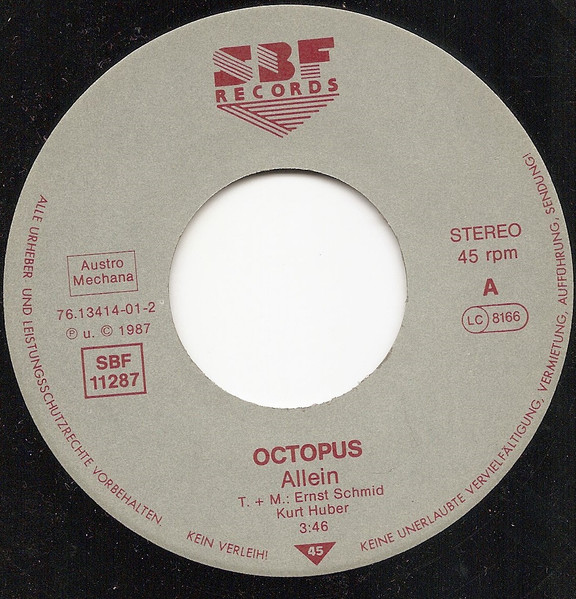 SBF
RECORDS
STEREO
45 rpm
A
LC 8166
Austro
Mechana
76.13414-01-2
℗ u. © 1987
SBF
11287
OCTOPUS
Allein
T. + M.: Ernst Schmid
Kurt Huber
3:46
45
ALLE URHEBER- UND LEISTUNGSSCHUTZRECHTE VORBEHALTEN.
KEIN VERLEIH!
KEINE UNERLAUBTE VERVIELFÄLTIGUNG, VERMIETUNG, AUFFÜHRUNG, SENDUNG!